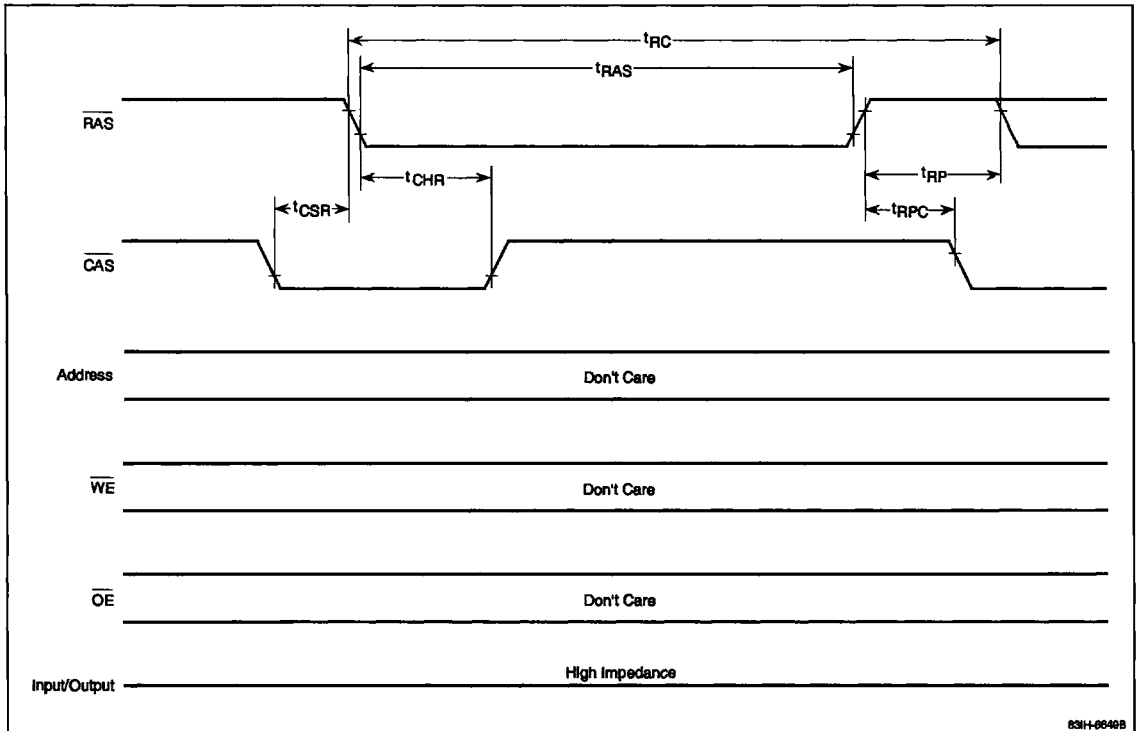 tRC
tRAS
RAS
tCHR
tRP
tCSR
tRPC
CAS
Address
Don't Care
WE
Don't Care
OE
Don't Care
High Impedance
Input/Output
83IH-6649B